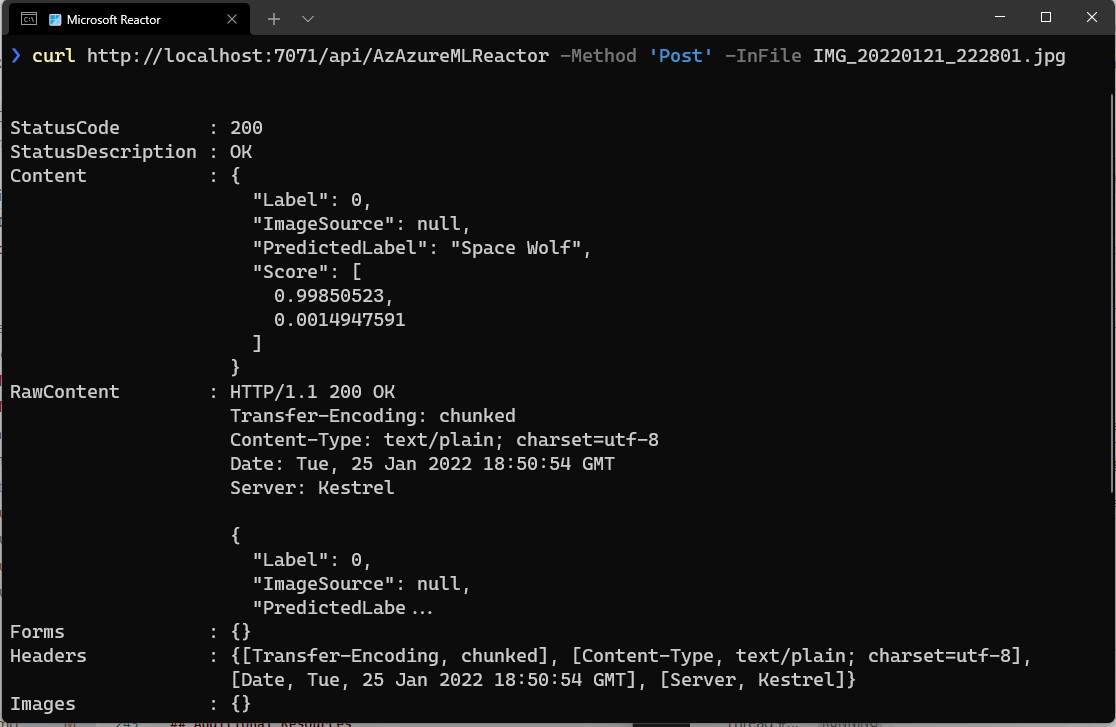 Microsoft Reactor
❯ curl http://localhost:7071/api/AzAzureMLReactor -Method 'Post' -InFile IMG_20220121_222801.jpg
StatusCode : 200
StatusDescription : OK
Content : {
"Label": 0,
"ImageSource": null,
"PredictedLabel": "Space Wolf",
"Score": [
0.99850523,
0.0014947591
]
}
RawContent : HTTP/1.1 200 OK
Transfer-Encoding: chunked
Content-Type: text/plain; charset=utf-8
Date: Tue, 25 Jan 2022 18:50:54 GMT
Server: Kestrel
{
"Label": 0,
"ImageSource": null,
"PredictedLabe...
Forms : {}
Headers : {[Transfer-Encoding, chunked], [Content-Type, text/plain; charset=utf-8],
[Date, Tue, 25 Jan 2022 18:50:54 GMT], [Server, Kestrel]}
Images : {}